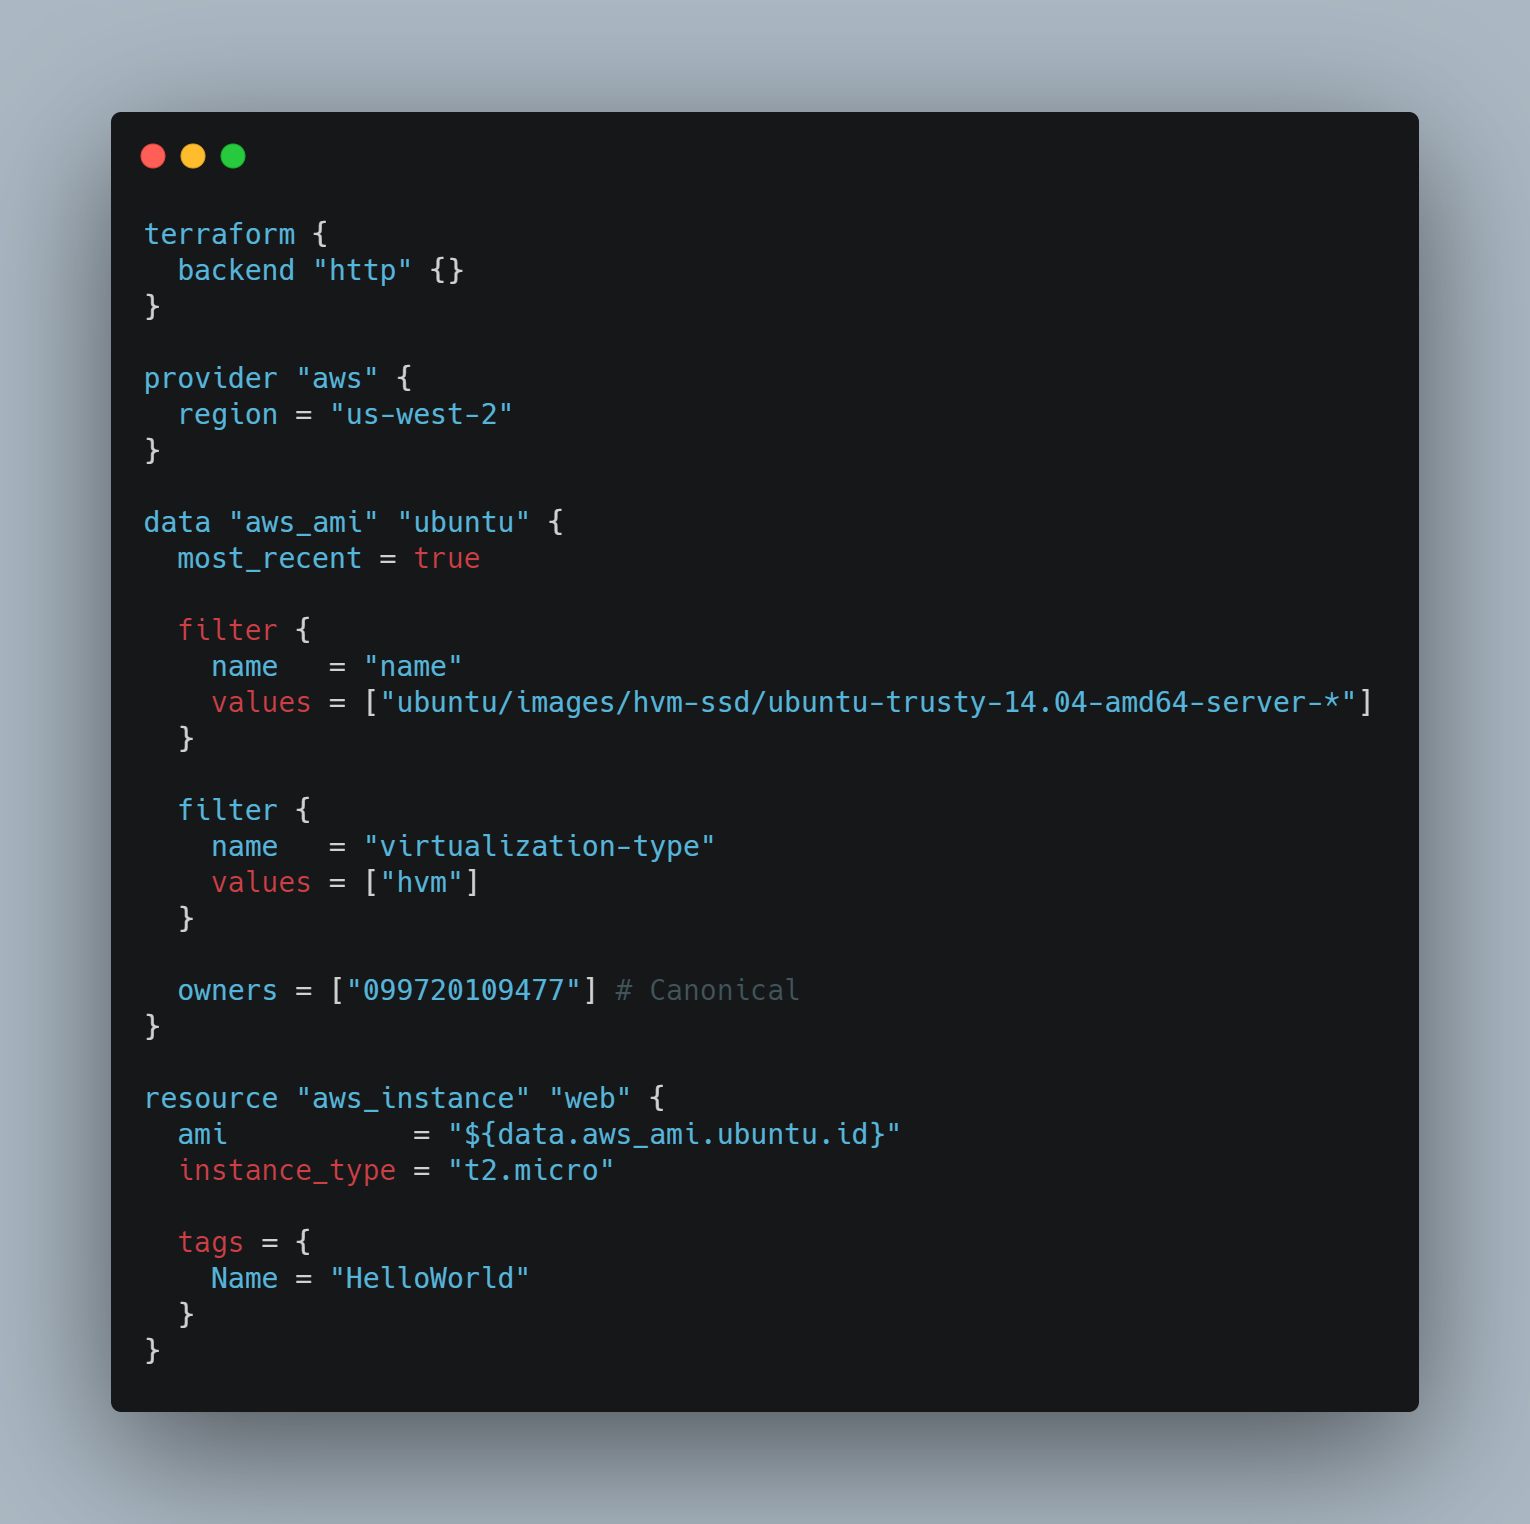 terraform {
  backend "http" {}
}

provider "aws" {
  region = "us-west-2"
}

data "aws_ami" "ubuntu" {
  most_recent = true

  filter {
    name   = "name"
    values = ["ubuntu/images/hvm-ssd/ubuntu-trusty-14.04-amd64-server-*"]
  }

  filter {
    name   = "virtualization-type"
    values = ["hvm"]
  }

  owners = ["099720109477"] # Canonical
}

resource "aws_instance" "web" {
  ami           = "${data.aws_ami.ubuntu.id}"
  instance_type = "t2.micro"

  tags = {
    Name = "HelloWorld"
  }
}